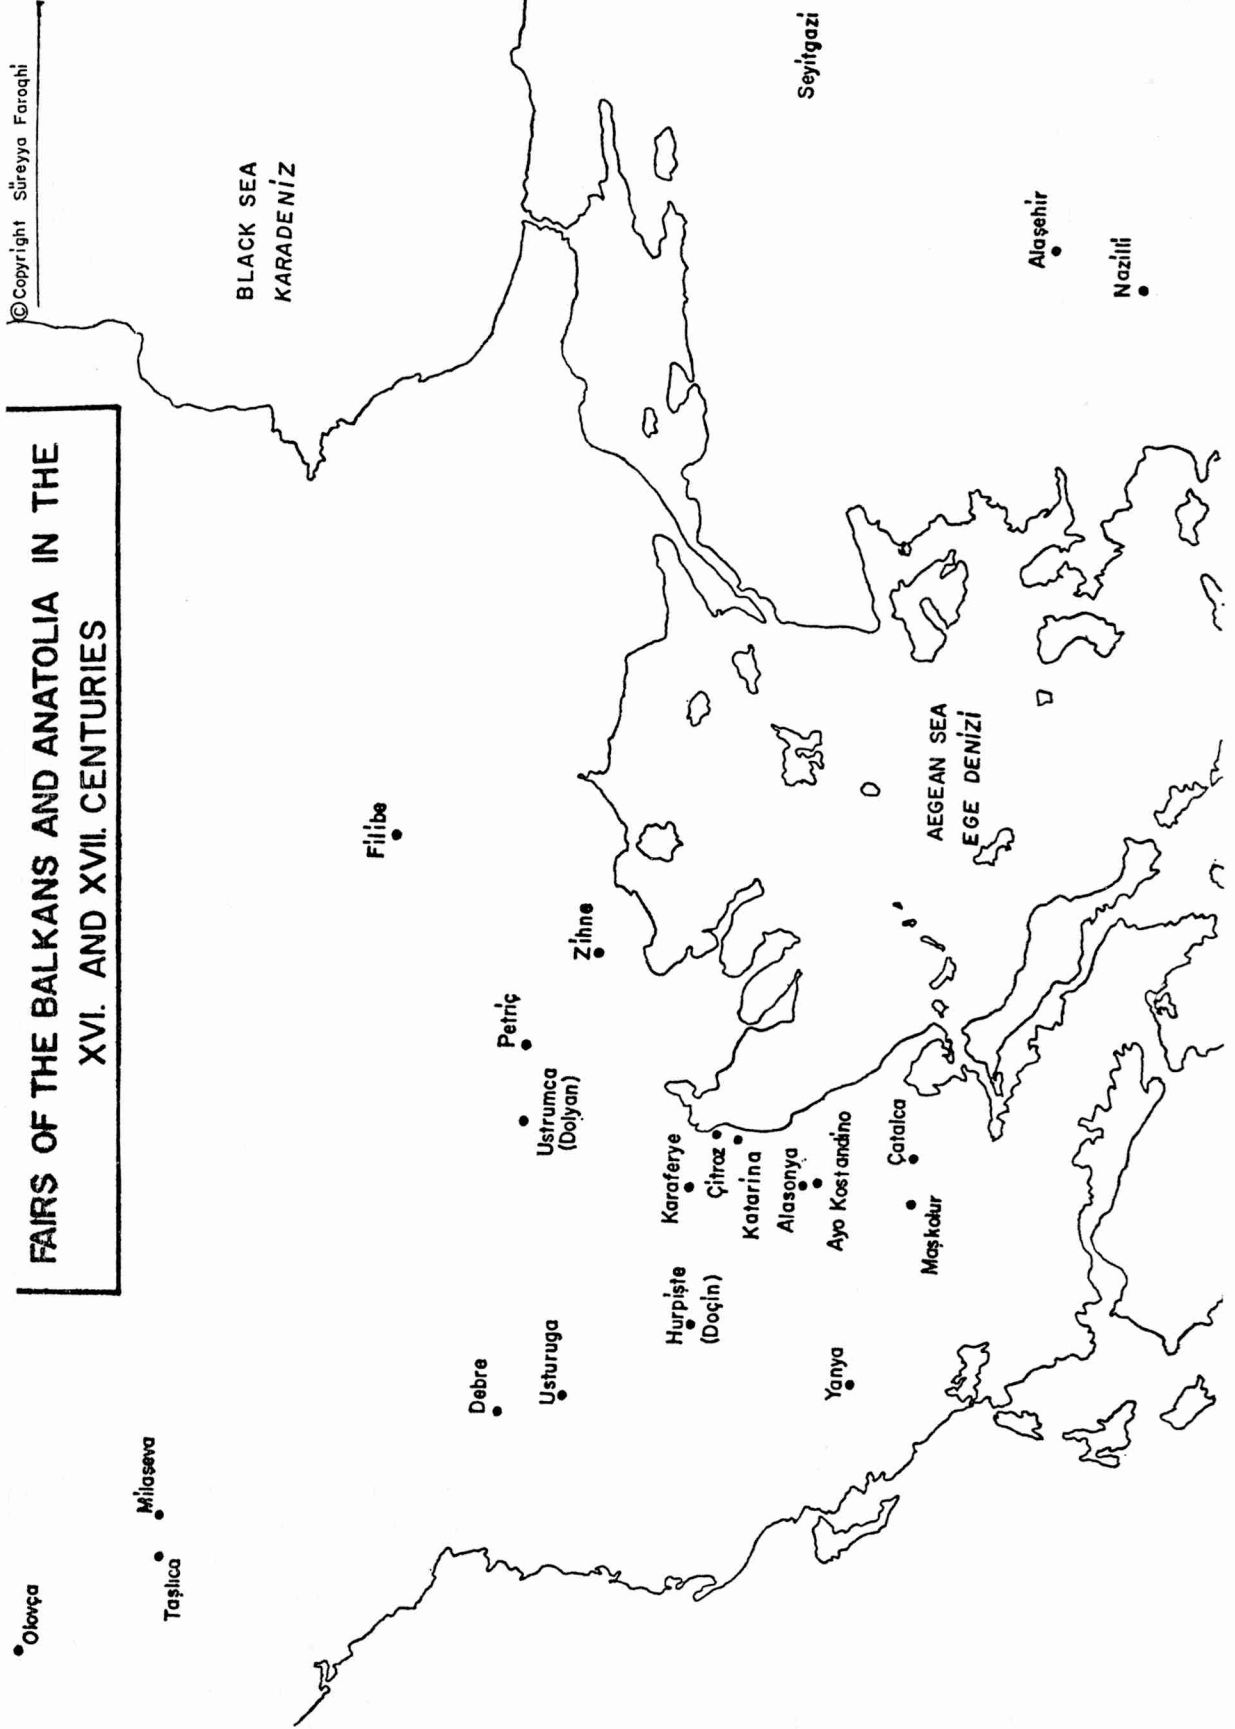 FAIRS OF THE BALKANS AND ANATOLIA IN THE
XVI. AND XVII. CENTURIES
©Copyright Süreyya Faroqhi
BLACK SEA
KARADENİZ
Olovça
Taşlıca
Milaşeva
Filibe
Debre
Usturuga
Ustrumca
(Dolyan)
Petriç
Zihne
Hurpişte
(Doçin)
Karaferye
Çitroz
Katarina
Alasonya
Ayo Kostandino
Yanya
Maşkolur
Çatalca
AEGEAN SEA
EGE DENİZİ
Seyitgazi
Alaşehir
Nazilli